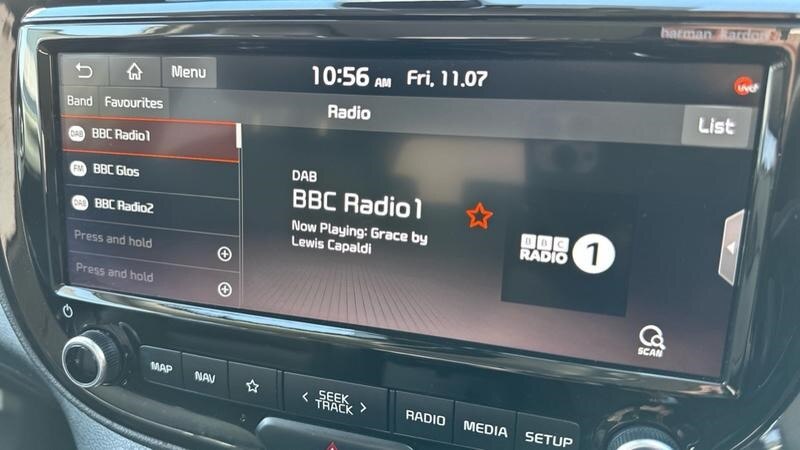 harman/kardon
Menu
10:56 AM Fri, 11.07
UVO
Band Favourites
Radio
List
DAB BBC Radio1
FM BBC Glos
DAB BBC Radio2
Press and hold
Press and hold
DAB
BBC Radio1
Now Playing: Grace by
Lewis Capaldi
BBC
RADIO 1
SCAN
MAP
NAV
< SEEK >
TRACK
RADIO
MEDIA
SETUP